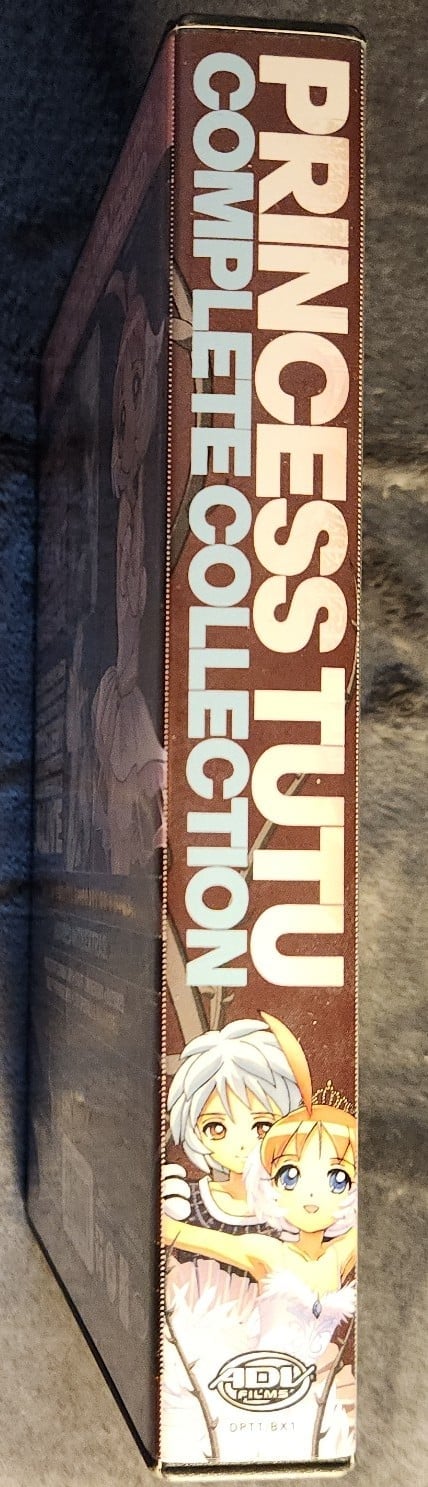 PRINCESS TUTU
COMPLETE COLLECTION
ADV
FILMS
DPTT BX1